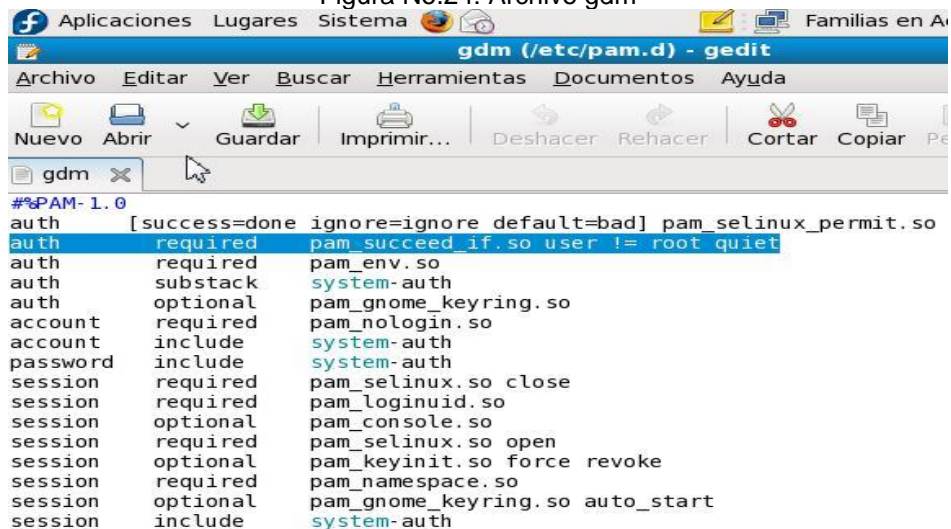 Figura No.24. Archivo gdm
Aplicaciones Lugares Sistema Familias en
gdm (/etc/pam.d) - gedit
Archivo Editar Ver Buscar Herramientas Documentos Ayuda
Nuevo Abrir Guardar Imprimir... Deshacer Rehacer Cortar Copiar
gdm
#%PAM-1.0
auth [success=done ignore=ignore default=bad] pam_selinux_permit.so
auth required pam_succeed_if.so user != root quiet
auth required pam_env.so
auth substack system-auth
auth optional pam_gnome_keyring.so
account required pam_nologin.so
account include system-auth
password include system-auth
session required pam_selinux.so close
session required pam_loginuid.so
session optional pam_console.so
session required pam_selinux.so open
session optional pam_keyinit.so force revoke
session required pam_namespace.so
session optional pam_gnome_keyring.so auto_start
session include system-auth